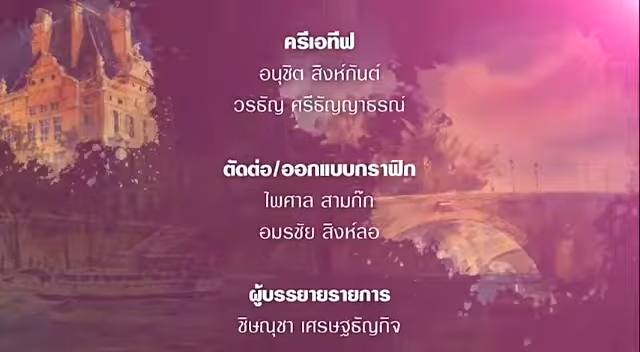 ครีเอทีฟ
อนุชิต สิงห์กันต์
วรธัญ ศรีธัญญาธรณ์
ตัดต่อ/ออกแบบกราฟิก
ไพศาล สามก๊ก
อมรชัย สิงห์ลอ
ผู้บรรยายรายการ
ชิษณุชา เศรษฐธัญกิจ